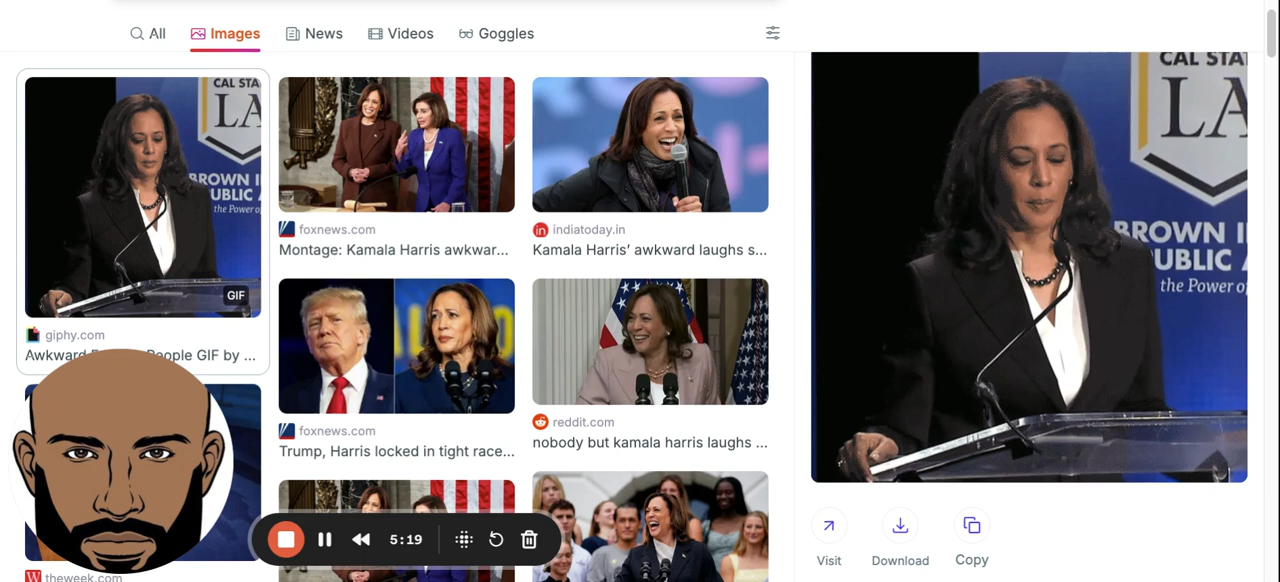 All
Images
News
Videos
Goggles
CAL STA
LA
BROWN I
PUBLIC A
the Power of
GIF
giphy.com
Awkward
People GIF by ...
foxnews.com
Montage: Kamala Harris awkwar...
indiatoday.in
Kamala Harris’ awkward laughs s...
foxnews.com
Trump, Harris locked in tight race...
reddit.com
nobody but kamala harris laughs ...
theweek.com
5:19
CAL STA
LA
BROWN I
UBLIC
the Power o
Visit
Download
Copy